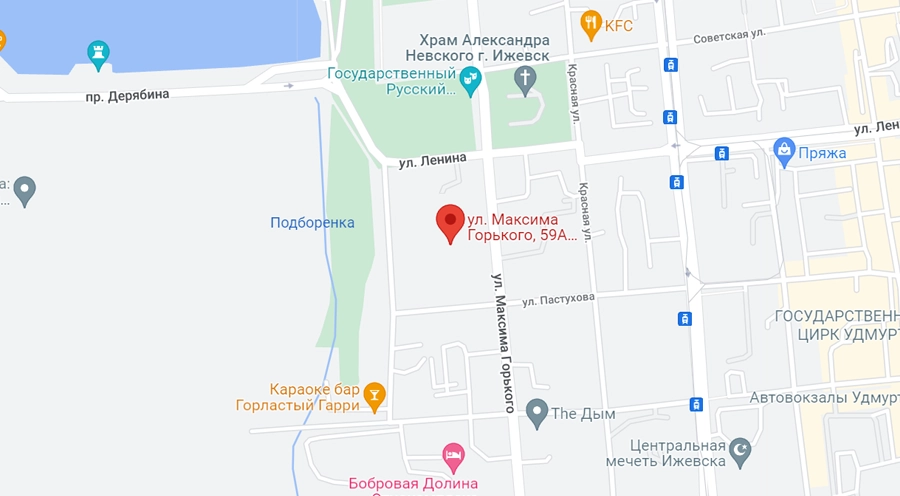 KFC
Советская ул.
Храм Александра
Невского г. Ижевск
Государственный
Русский...
Красная ул.
пр. Дерябина
ул. Лен
ул. Ленина
Пряжа
а:
...
Красная ул.
Подборенка
ул. Максима
Горького, 59А...
ул. Пастухова
ул. Максима Горького
ГОСУДАРСТВЕНН
ЦИРК УДМУРТ
Караоке бар
Горластый Гарри
Автовокзалы Удмурт
The Дым
Центральная
мечеть Ижевска
Бобровая Долина